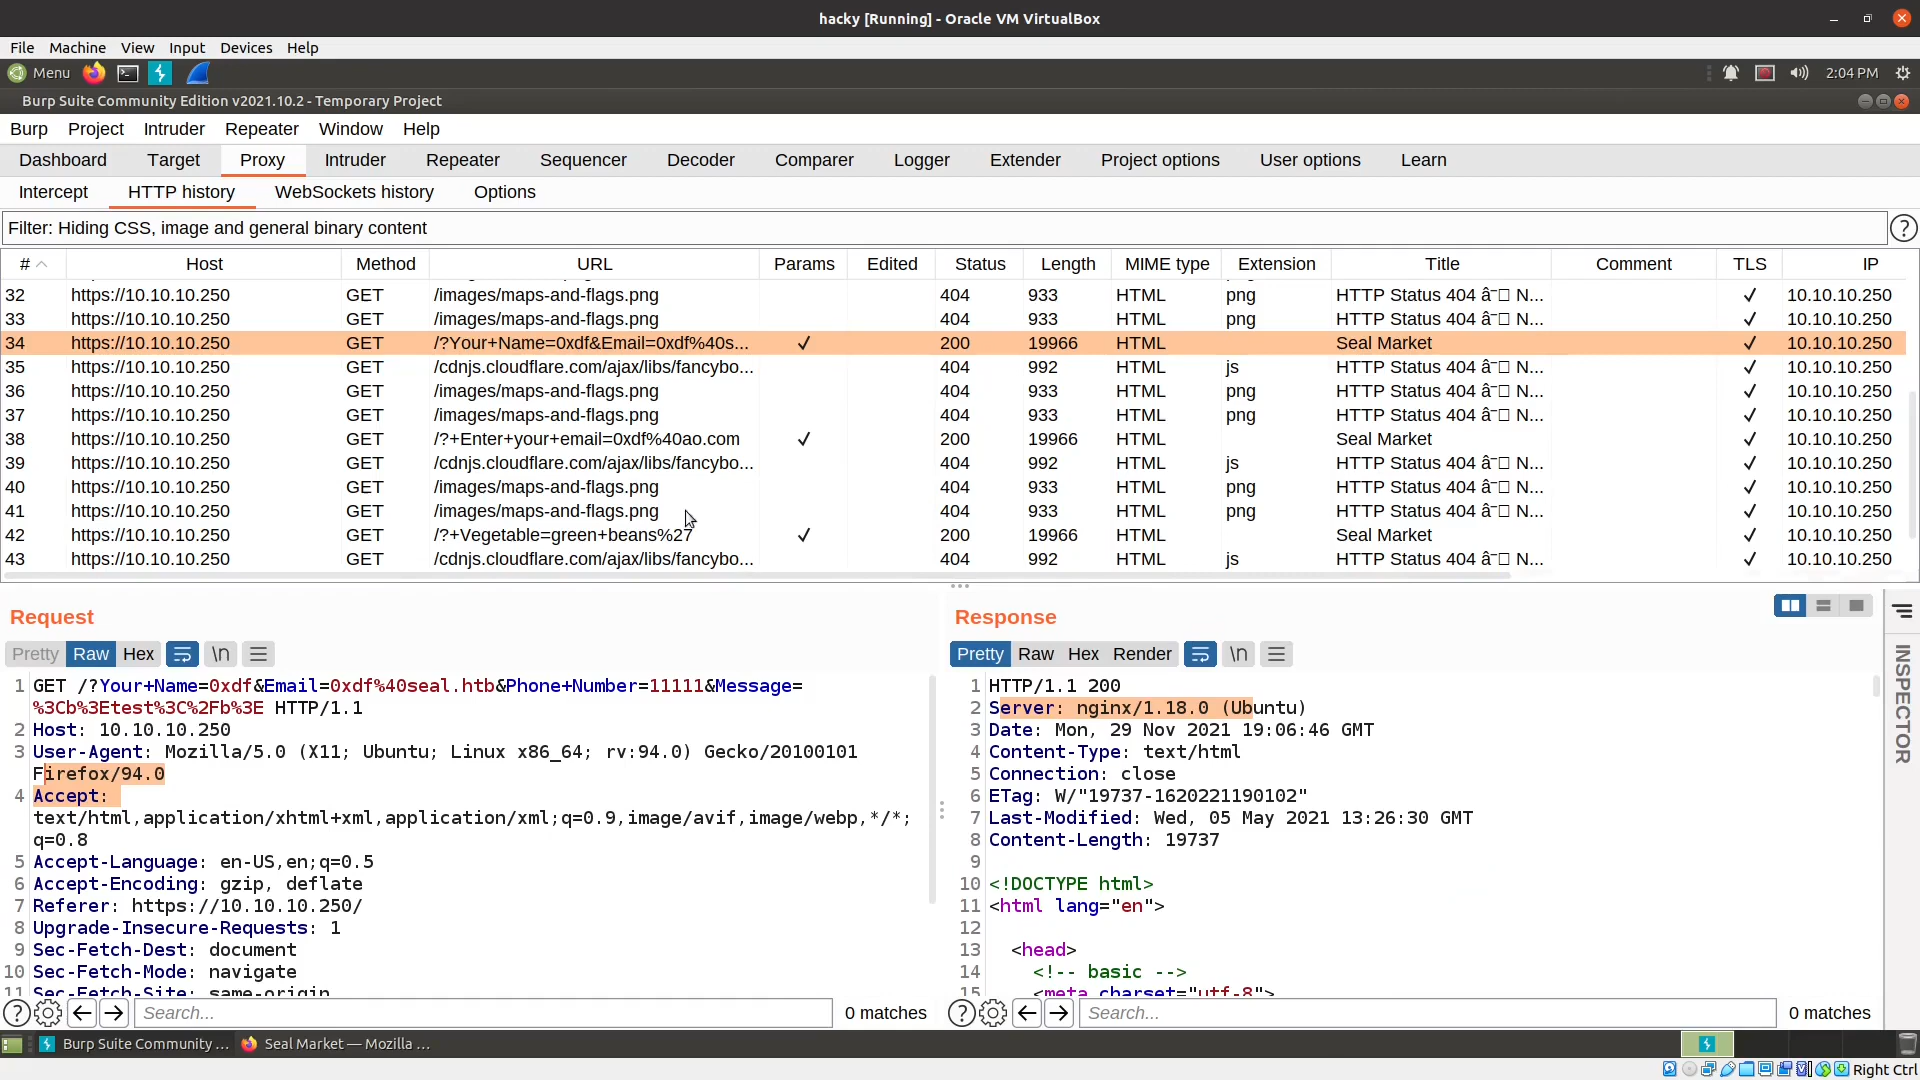 hacky [Running] - Oracle VM VirtualBox
File Machine View Input Devices Help
Menu 2:04 PM
Burp Suite Community Edition v2021.10.2 - Temporary Project
Burp Project Intruder Repeater Window Help
Dashboard Target Proxy Intruder Repeater Sequencer Decoder Comparer Logger Extender Project options User options Learn
Intercept HTTP history WebSockets history Options
Filter: Hiding CSS, image and general binary content ?
# Host Method URL Params Edited Status Length MIME type Extension Title Comment TLS IP
32 https://10.10.10.250 GET /images/maps-and-flags.png 404 933 HTML png HTTP Status 404 â¯□ N... ✓ 10.10.10.250
33 https://10.10.10.250 GET /images/maps-and-flags.png 404 933 HTML png HTTP Status 404 â¯□ N... ✓ 10.10.10.250
34 https://10.10.10.250 GET /?Your+Name=0xdf&Email=0xdf%40s... ✓ 200 19966 HTML Seal Market ✓ 10.10.10.250
35 https://10.10.10.250 GET /cdnjs.cloudflare.com/ajax/libs/fancybo... 404 992 HTML js HTTP Status 404 â¯□ N... ✓ 10.10.10.250
36 https://10.10.10.250 GET /images/maps-and-flags.png 404 933 HTML png HTTP Status 404 â¯□ N... ✓ 10.10.10.250
37 https://10.10.10.250 GET /images/maps-and-flags.png 404 933 HTML png HTTP Status 404 â¯□ N... ✓ 10.10.10.250
38 https://10.10.10.250 GET /?+Enter+your+email=0xdf%40ao.com ✓ 200 19966 HTML Seal Market ✓ 10.10.10.250
39 https://10.10.10.250 GET /cdnjs.cloudflare.com/ajax/libs/fancybo... 404 992 HTML js HTTP Status 404 â¯□ N... ✓ 10.10.10.250
40 https://10.10.10.250 GET /images/maps-and-flags.png 404 933 HTML png HTTP Status 404 â¯□ N... ✓ 10.10.10.250
41 https://10.10.10.250 GET /images/maps-and-flags.png 404 933 HTML png HTTP Status 404 â¯□ N... ✓ 10.10.10.250
42 https://10.10.10.250 GET /?+Vegetable=green+beans%27 ✓ 200 19966 HTML Seal Market ✓ 10.10.10.250
43 https://10.10.10.250 GET /cdnjs.cloudflare.com/ajax/libs/fancybo... 404 992 HTML js HTTP Status 404 â¯□ N... ✓ 10.10.10.250
Request
Pretty Raw Hex \n
1 GET /?Your+Name=0xdf&Email=0xdf%40seal.htb&Phone+Number=11111&Message=
%3Cb%3Etest%3C%2Fb%3E HTTP/1.1
2 Host: 10.10.10.250
3 User-Agent: Mozilla/5.0 (X11; Ubuntu; Linux x86_64; rv:94.0) Gecko/20100101
Firefox/94.0
4 Accept:
text/html,application/xhtml+xml,application/xml;q=0.9,image/avif,image/webp,*/*;
q=0.8
5 Accept-Language: en-US,en;q=0.5
6 Accept-Encoding: gzip, deflate
7 Referer: https://10.10.10.250/
8 Upgrade-Insecure-Requests: 1
9 Sec-Fetch-Dest: document
10 Sec-Fetch-Mode: navigate
11 Sec-Fetch-Site: same-origin
? Search... 0 matches
Response
Pretty Raw Hex Render \n
1 HTTP/1.1 200
2 Server: nginx/1.18.0 (Ubuntu)
3 Date: Mon, 29 Nov 2021 19:06:46 GMT
4 Content-Type: text/html
5 Connection: close
6 ETag: W/"19737-1620221190102"
7 Last-Modified: Wed, 05 May 2021 13:26:30 GMT
8 Content-Length: 19737
9
10 <!DOCTYPE html>
11 <html lang="en">
12
13 <head>
14 <!-- basic -->
15 <meta charset="utf-8">
? Search... 0 matches
INSPECTOR
Burp Suite Community ... Seal Market — Mozilla ...
Right Ctrl